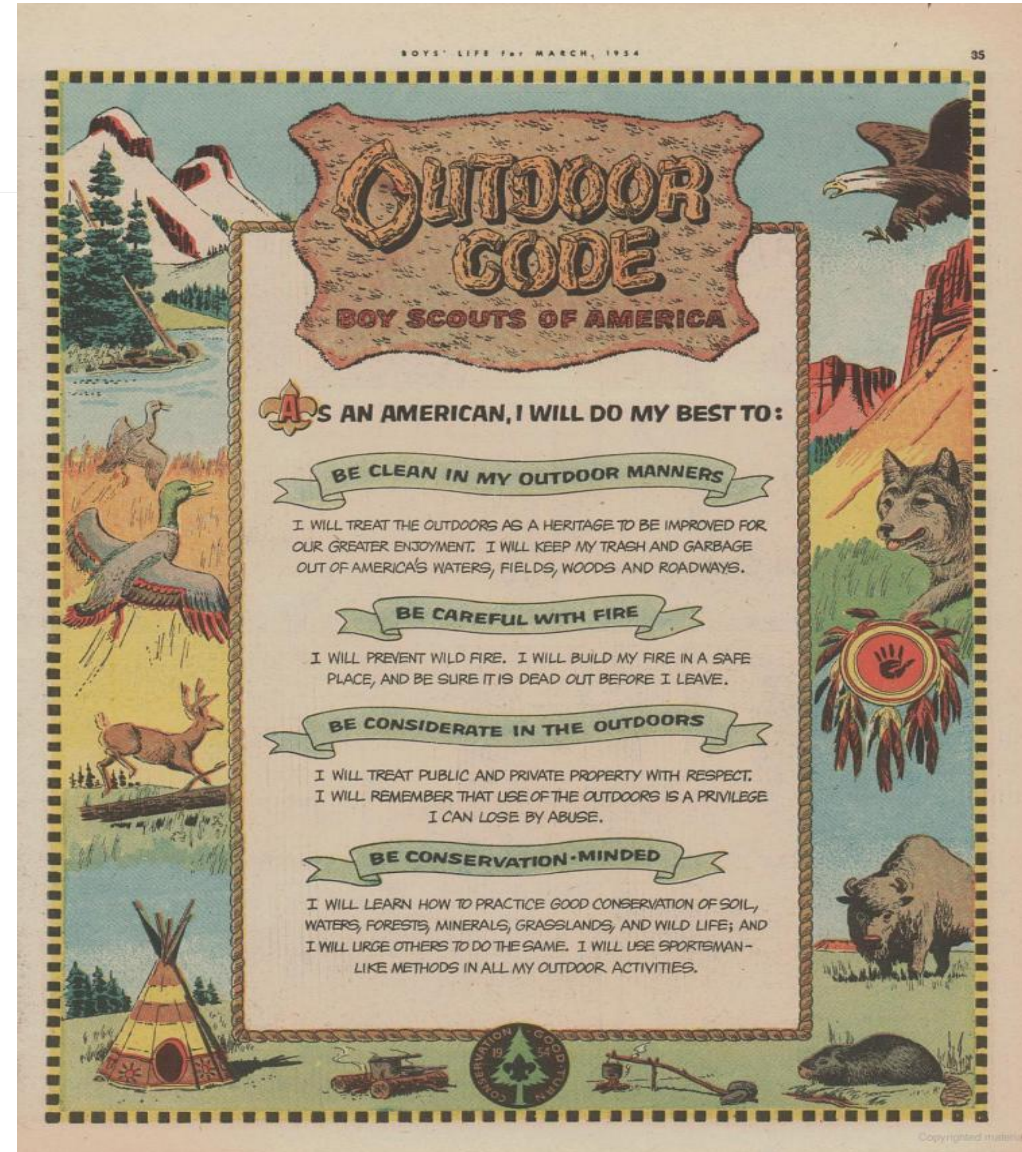 BOYS' LIFE for MARCH, 1954
35
OUTDOOR
CODE
BOY SCOUTS OF AMERICA
AS AN AMERICAN, I WILL DO MY BEST TO:
BE CLEAN IN MY OUTDOOR MANNERS
I WILL TREAT THE OUTDOORS AS A HERITAGE TO BE IMPROVED FOR
OUR GREATER ENJOYMENT. I WILL KEEP MY TRASH AND GARBAGE
OUT OF AMERICA'S WATERS, FIELDS, WOODS AND ROADWAYS.
BE CAREFUL WITH FIRE
I WILL PREVENT WILD FIRE. I WILL BUILD MY FIRE IN A SAFE
PLACE, AND BE SURE IT IS DEAD OUT BEFORE I LEAVE.
BE CONSIDERATE IN THE OUTDOORS
I WILL TREAT PUBLIC AND PRIVATE PROPERTY WITH RESPECT.
I WILL REMEMBER THAT USE OF THE OUTDOORS IS A PRIVILEGE
I CAN LOSE BY ABUSE.
BE CONSERVATION-MINDED
I WILL LEARN HOW TO PRACTICE GOOD CONSERVATION OF SOIL,
WATERS, FORESTS, MINERALS, GRASSLANDS, AND WILD LIFE; AND
I WILL URGE OTHERS TO DO THE SAME. I WILL USE SPORTSMAN-
LIKE METHODS IN ALL MY OUTDOOR ACTIVITIES.
CONSERVATION GOOD TURN
19 54
Copyrighted material